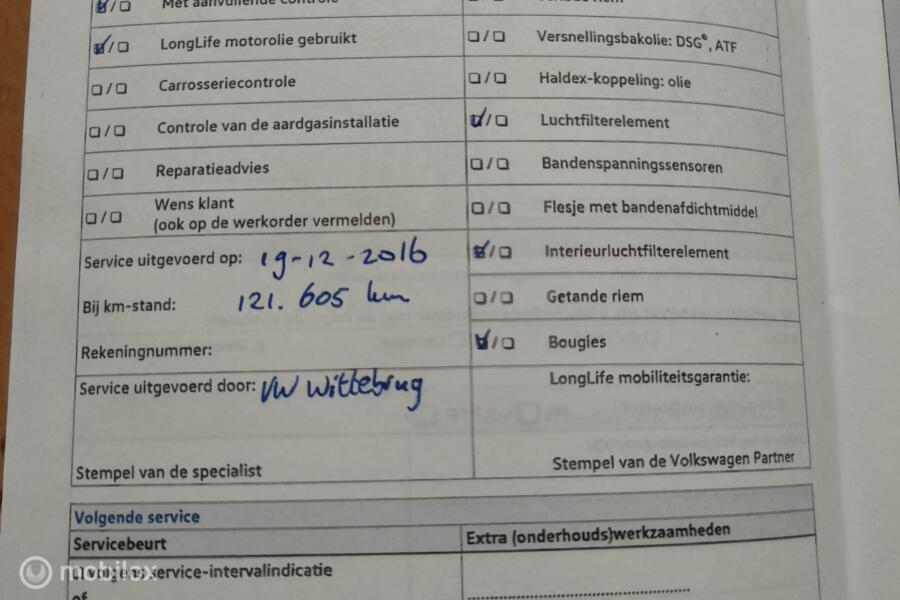 ☑/☐ Met aanvullende controle
☑/☐ LongLife motorolie gebruikt
☐/☐ Carrosseriecontrole
☐/☐ Controle van de aardgasinstallatie
☐/☐ Reparatieadvies
☐/☐ Wens klant
(ook op de werkorder vermelden)
Service uitgevoerd op: 19-12-2016
Bij km-stand: 121.605 km
Rekeningnummer:
Service uitgevoerd door: VW Wittebrug
Stempel van de specialist
☐/☐ Versnellingsbakolie: DSG®, ATF
☐/☐ Haldex-koppeling: olie
☑/☐ Luchtfilterelement
☐/☐ Bandenspanningssensoren
☐/☐ Flesje met bandenafdichtmiddel
☑/☐ Interieurluchtfilterelement
☐/☐ Getande riem
☑/☐ Bougies
LongLife mobiliteitsgarantie:
Stempel van de Volkswagen Partner
Volgende service
Servicebeurt
Extra (onderhouds)werkzaamheden
☐ volgens service-intervalindicatie
of
mobilox